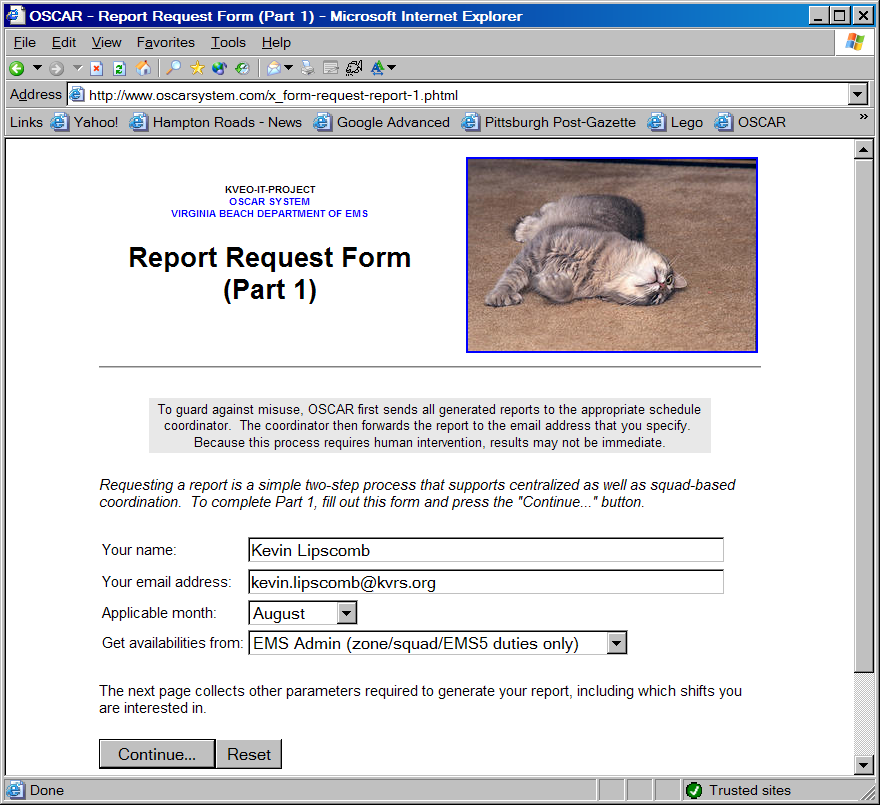 OSCAR - Report Request Form (Part 1) - Microsoft Internet Explorer
File Edit View Favorites Tools Help
Address http://www.oscarsystem.com/x_form-request-report-1.phtml
Links Yahoo! Hampton Roads - News Google Advanced Pittsburgh Post-Gazette Lego OSCAR »
KVEO-IT-PROJECT
OSCAR SYSTEM
VIRGINIA BEACH DEPARTMENT OF EMS
Report Request Form
(Part 1)
To guard against misuse, OSCAR first sends all generated reports to the appropriate schedule
coordinator. The coordinator then forwards the report to the email address that you specify.
Because this process requires human intervention, results may not be immediate.
Requesting a report is a simple two-step process that supports centralized as well as squad-based
coordination. To complete Part 1, fill out this form and press the "Continue..." button.
Your name: Kevin Lipscomb
Your email address: kevin.lipscomb@kvrs.org
Applicable month: August
Get availabilities from: EMS Admin (zone/squad/EMS5 duties only)
The next page collects other parameters required to generate your report, including which shifts you
are interested in.
Continue... Reset
Done Trusted sites